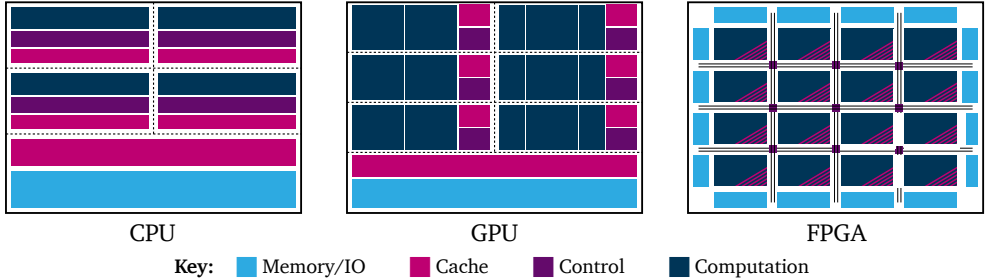 CPU
GPU
FPGA
Key: Memory/IO Cache Control Computation